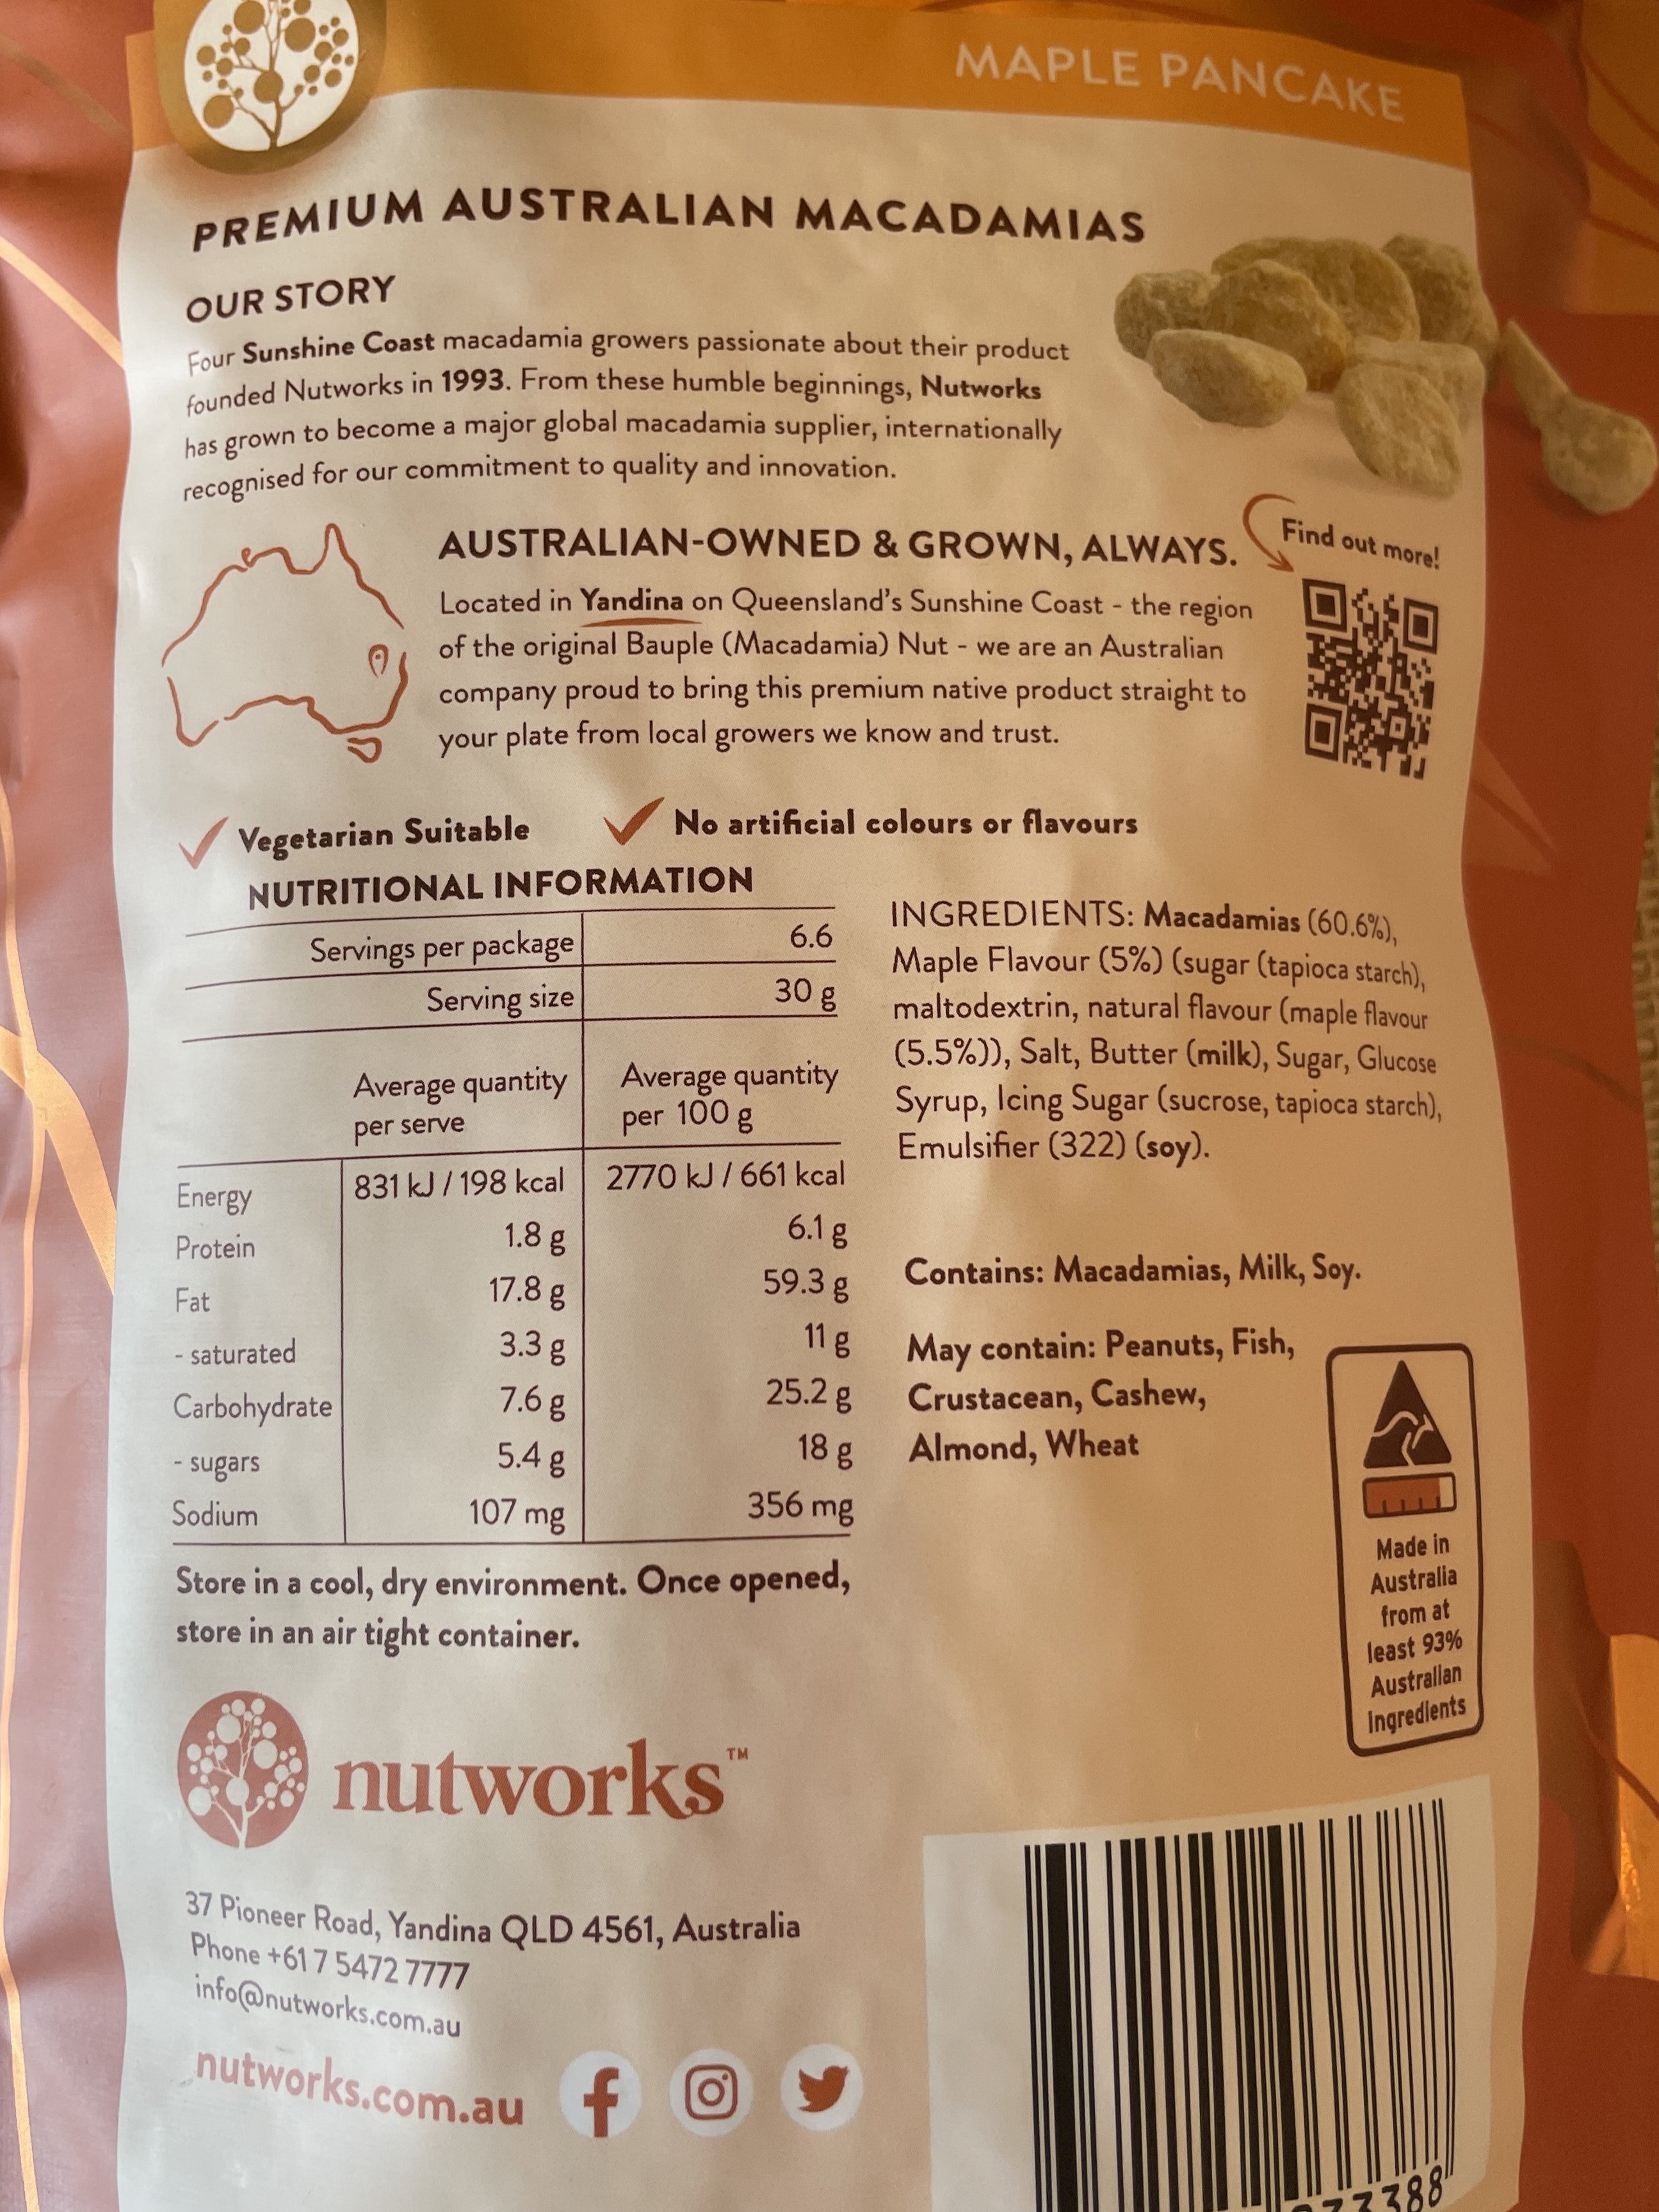 MAPLE PANCAKE
PREMIUM AUSTRALIAN MACADAMIAS
OUR STORY
Four Sunshine Coast macadamia growers passionate about their product
founded Nutworks in 1993. From these humble beginnings, Nutworks
has grown to become a major global macadamia supplier, internationally
recognised for our commitment to quality and innovation.
AUSTRALIAN-OWNED & GROWN, ALWAYS.
Find out more!
Located in Yandina on Queensland's Sunshine Coast - the region
of the original Bauple (Macadamia) Nut - we are an Australian
company proud to bring this premium native product straight to
your plate from local growers we know and trust.
Vegetarian Suitable
No artificial colours or flavours
NUTRITIONAL INFORMATION
Servings per package 6.6
Serving size 30 g
Average quantity Average quantity
per serve per 100 g
Energy 831 kJ / 198 kcal 2770 kJ / 661 kcal
Protein 1.8 g 6.1 g
Fat 17.8 g 59.3 g
- saturated 3.3 g 11 g
Carbohydrate 7.6 g 25.2 g
- sugars 5.4 g 18 g
Sodium 107 mg 356 mg
Store in a cool, dry environment. Once opened,
store in an air tight container.
INGREDIENTS: Macadamias (60.6%),
Maple Flavour (5%) (sugar (tapioca starch),
maltodextrin, natural flavour (maple flavour
(5.5%)), Salt, Butter (milk), Sugar, Glucose
Syrup, Icing Sugar (sucrose, tapioca starch),
Emulsifier (322) (soy).
Contains: Macadamias, Milk, Soy.
May contain: Peanuts, Fish,
Crustacean, Cashew,
Almond, Wheat
Made in
Australia
from at
least 93%
Australian
ingredients
nutworks™
37 Pioneer Road, Yandina QLD 4561, Australia
Phone +61 7 5472 7777
info@nutworks.com.au
nutworks.com.au